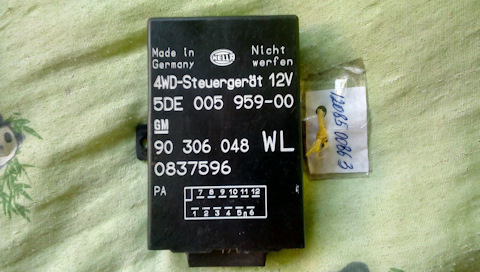 Made in
Germany
HELLA
Nicht
werfen
4WD-Steuergerät 12V
5DE 005 959-00
GM
90 306 048 WL
0837596
PA
7 8 9 10 11 12
1 2 3 4 5 6